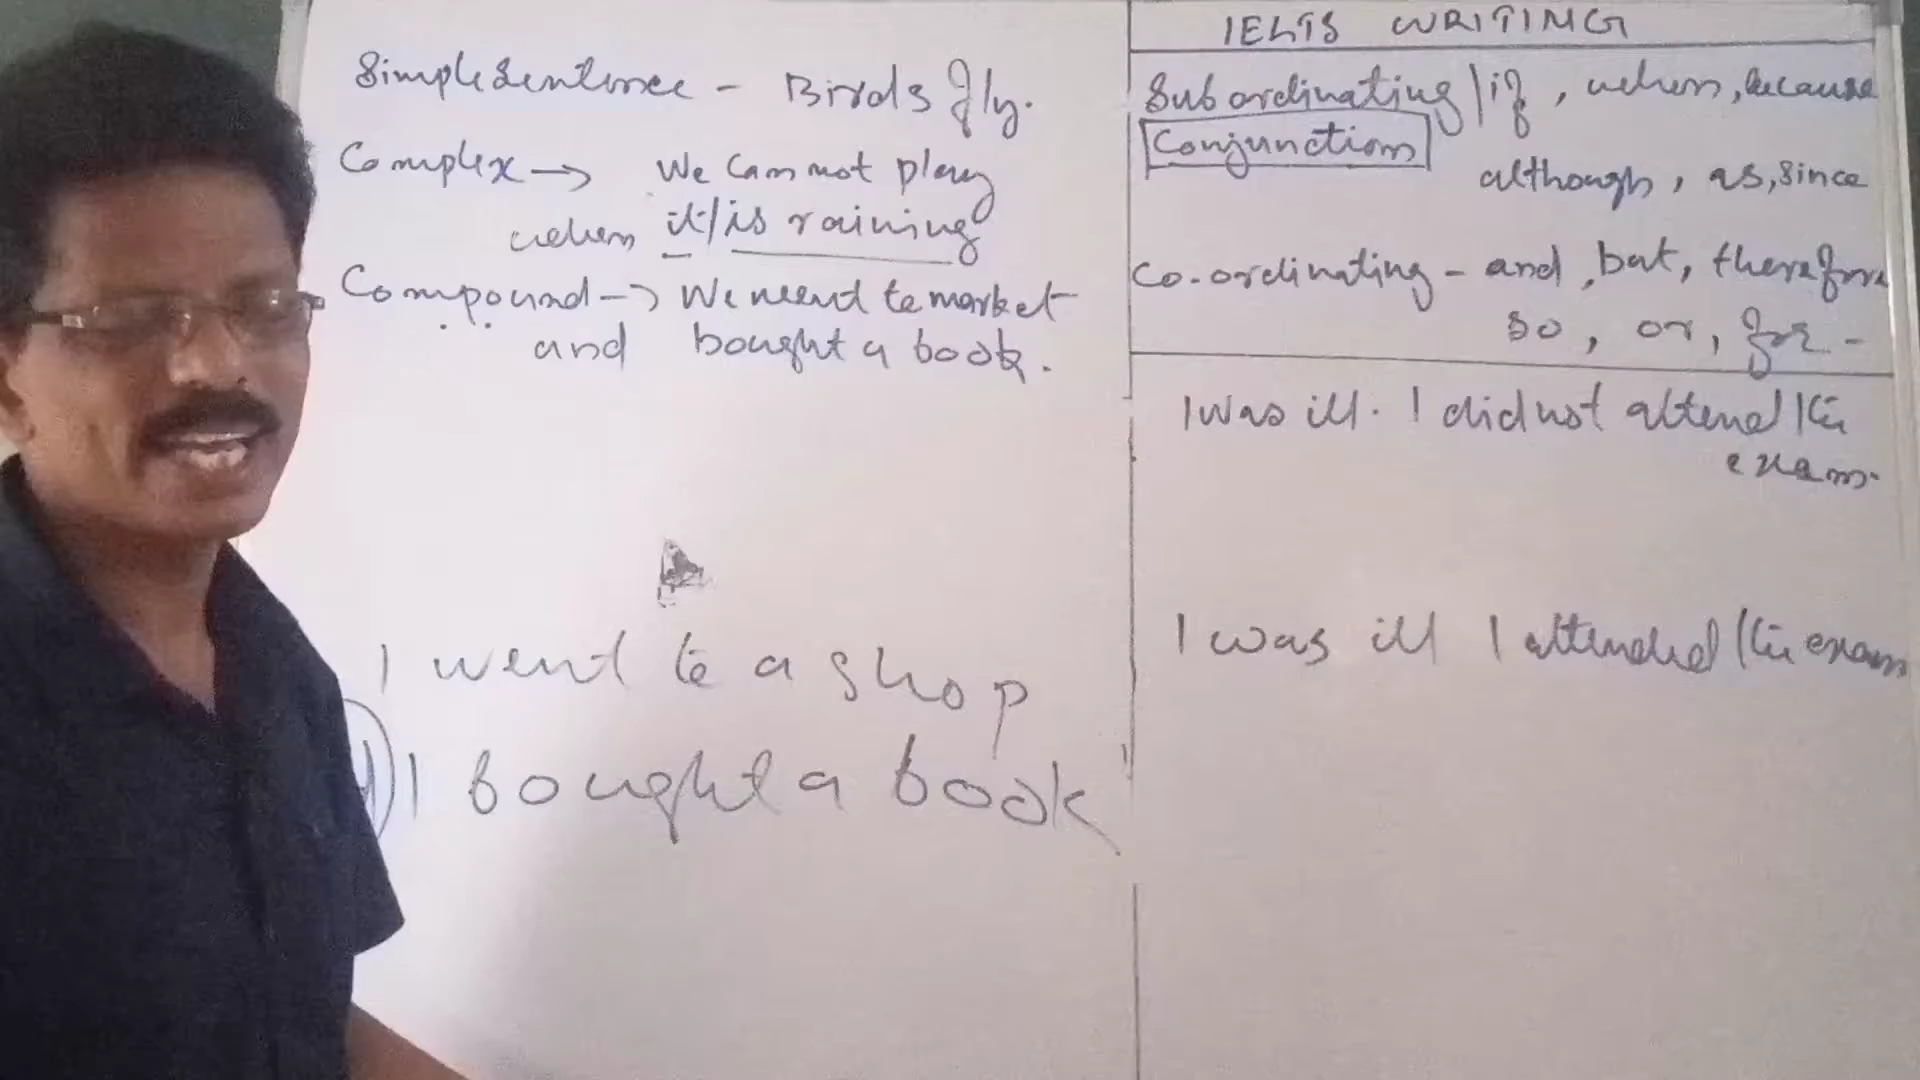 Simple Sentence - Birds fly.
Complex → We cannot play
when it/is raining
Compound → We went to market
and bought a book.
I went to a shop
I bought a book
IELTS WRITING
Subordinating / if, when, because
Conjunctions
although, as, since
Co-ordinating - and, but, therefore
so, or, for -
I was ill. I did not attend the
exam.
I was ill I attended the exam